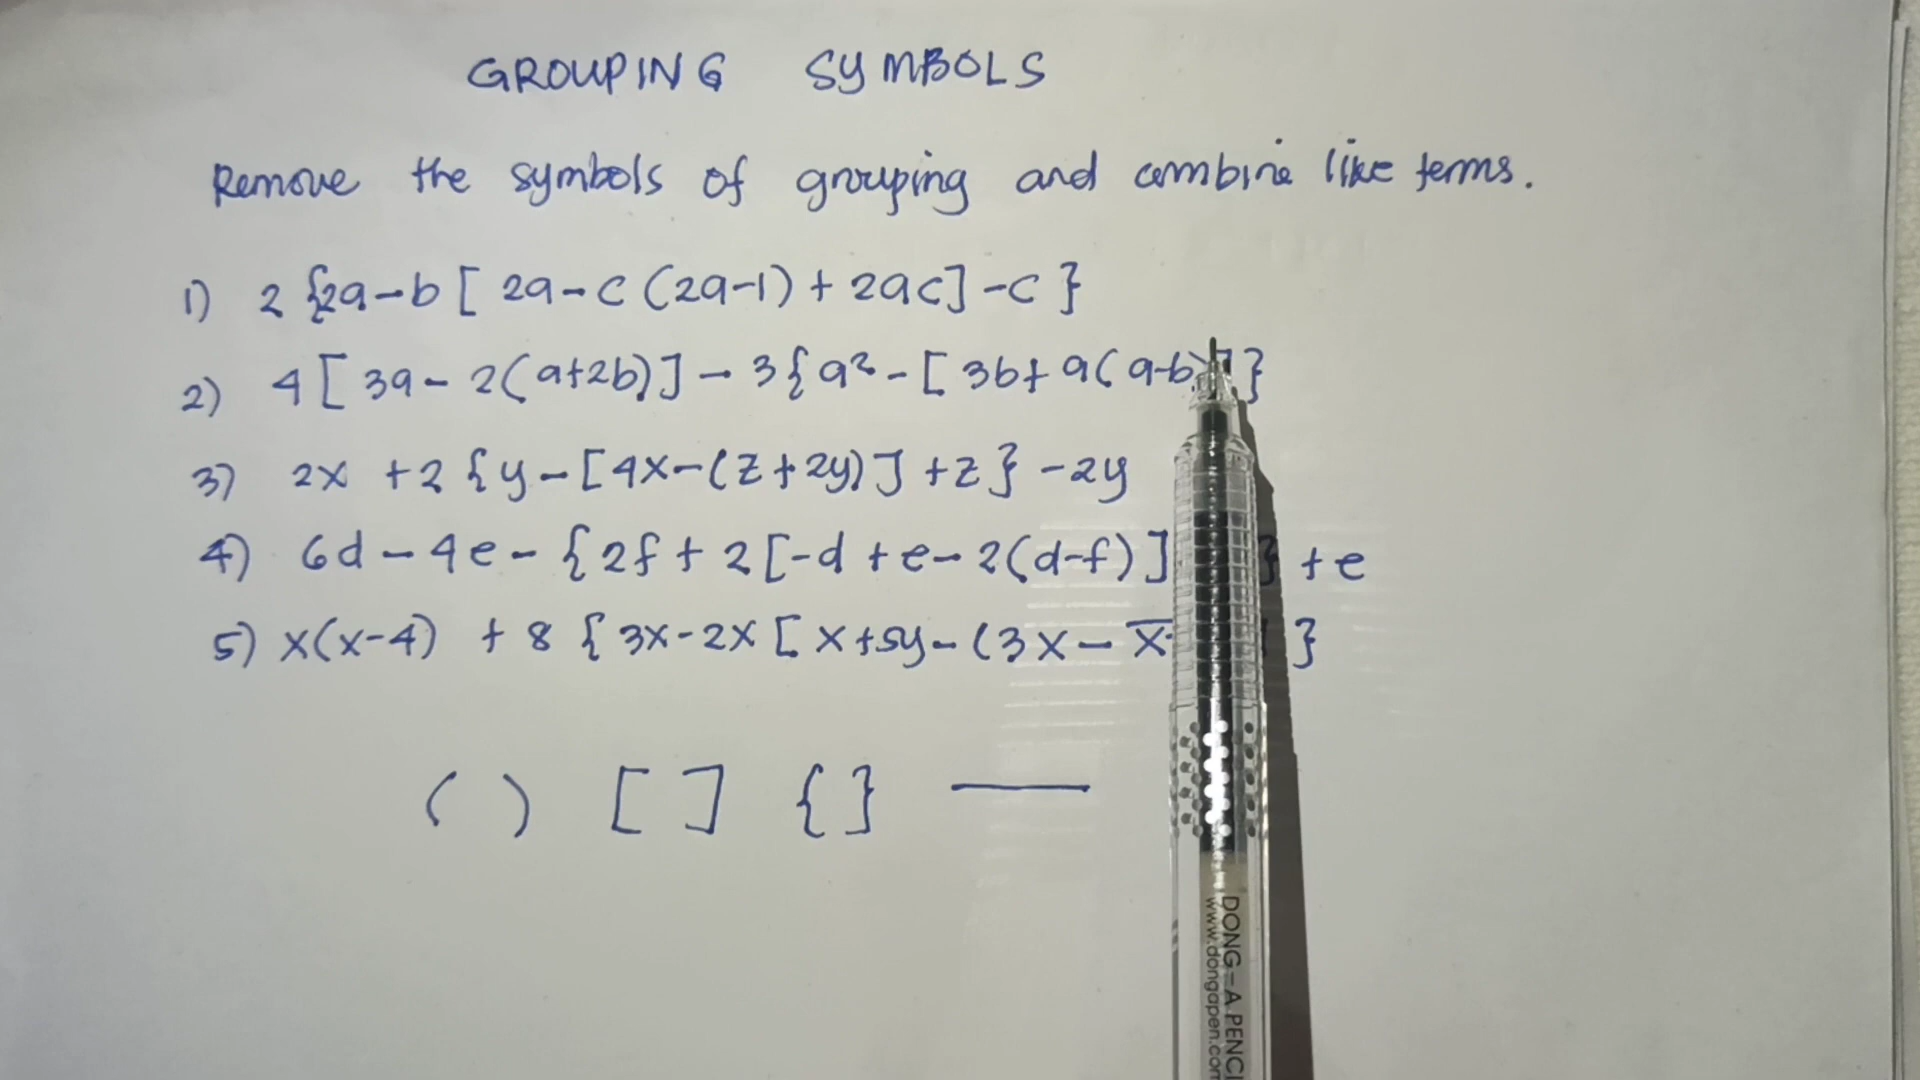 GROUPING SYMBOLS
Remove the symbols of grouping and combine like terms.
1) 2 {2a-b [ 2a-c (2a-1) + 2ac] -c }
2) 4 [ 3a - 2(a+2b)] - 3{a² - [ 3b+ a(a-b)]}
3) 2x +2 {y-[4x-(z+2y)] +z} -2y
4) 6d - 4e - {2f + 2[-d +e- 2(d-f)] } +e
5) x(x-4) + 8 { 3x-2x [ x+5y- (3x- x̅ }
( ) [ ] { } —
DONG-A PENCI
www.dongapen.com